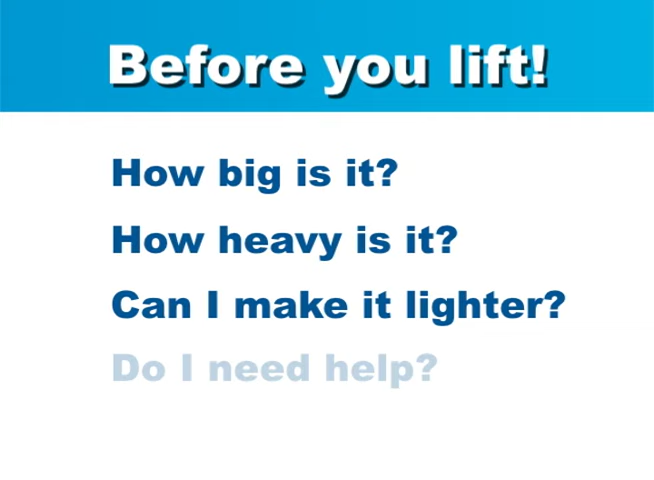 Before you lift!
How big is it?
How heavy is it?
Can I make it lighter?
Do I need help?